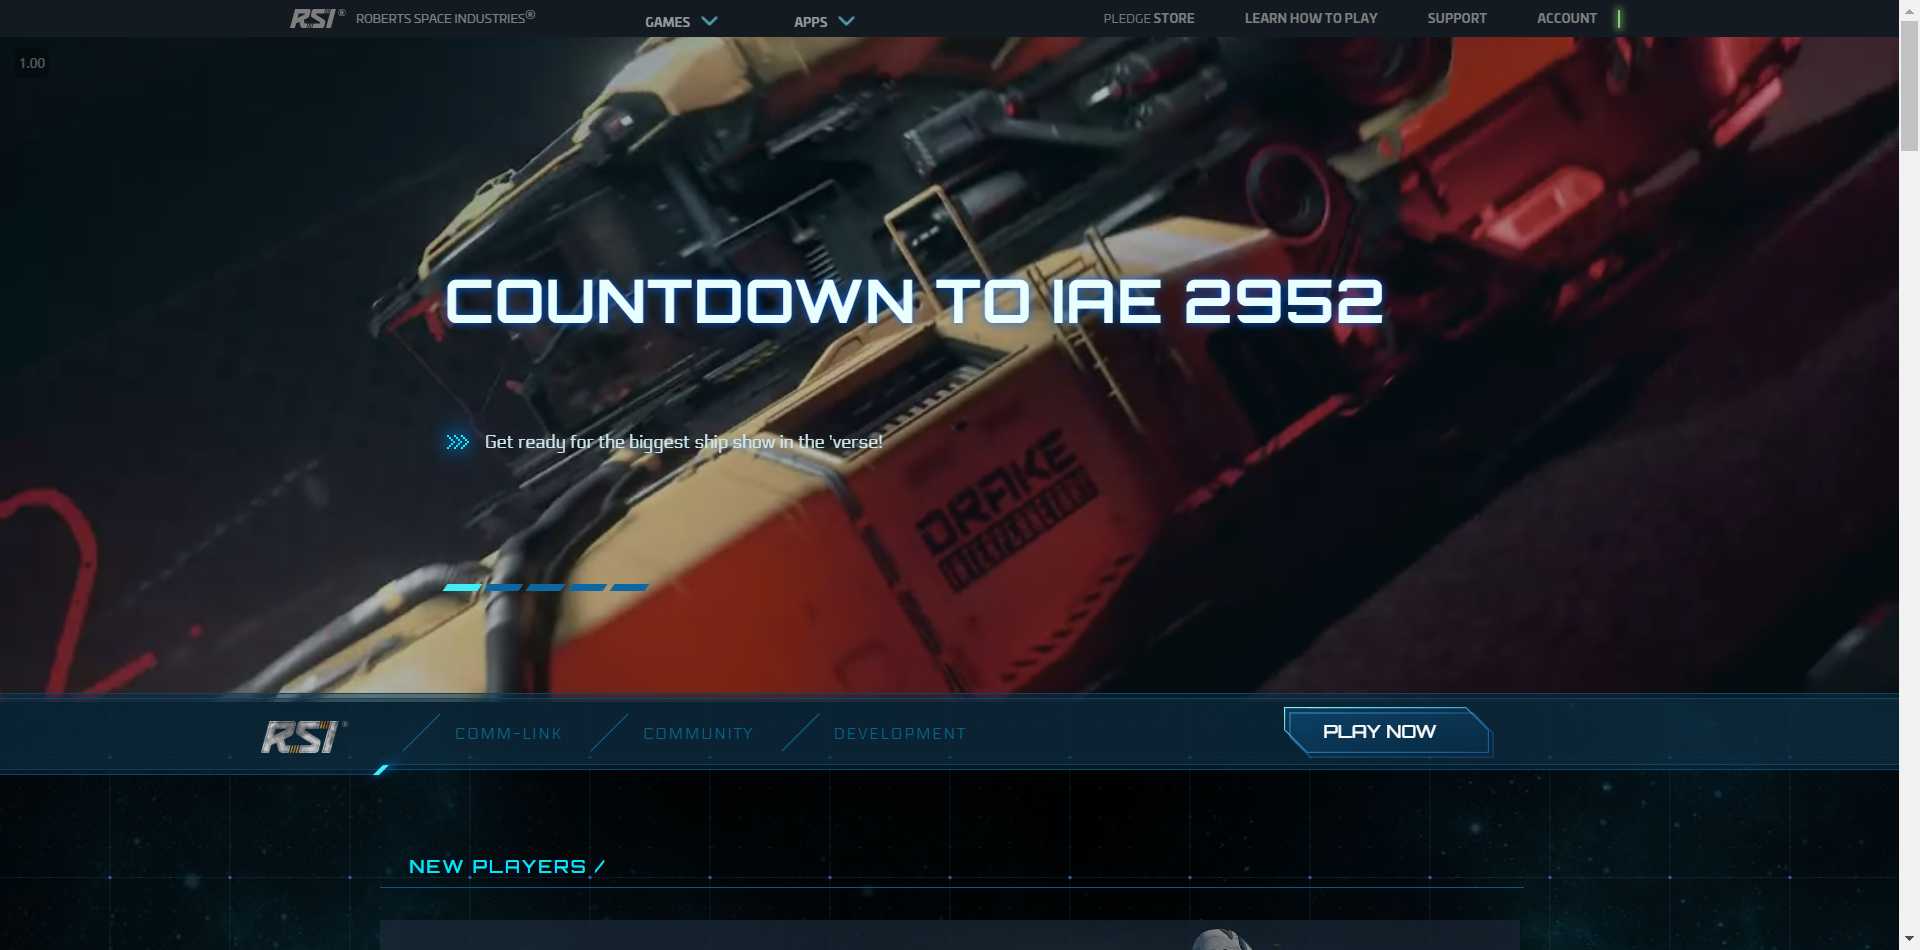 RSI® ROBERTS SPACE INDUSTRIES® GAMES APPS PLEDGE STORE LEARN HOW TO PLAY SUPPORT ACCOUNT
1.00
COUNTDOWN TO IAE 2952
Get ready for the biggest ship show in the 'verse!
DRAKE
RSI® COMM-LINK COMMUNITY DEVELOPMENT PLAY NOW
NEW PLAYERS /